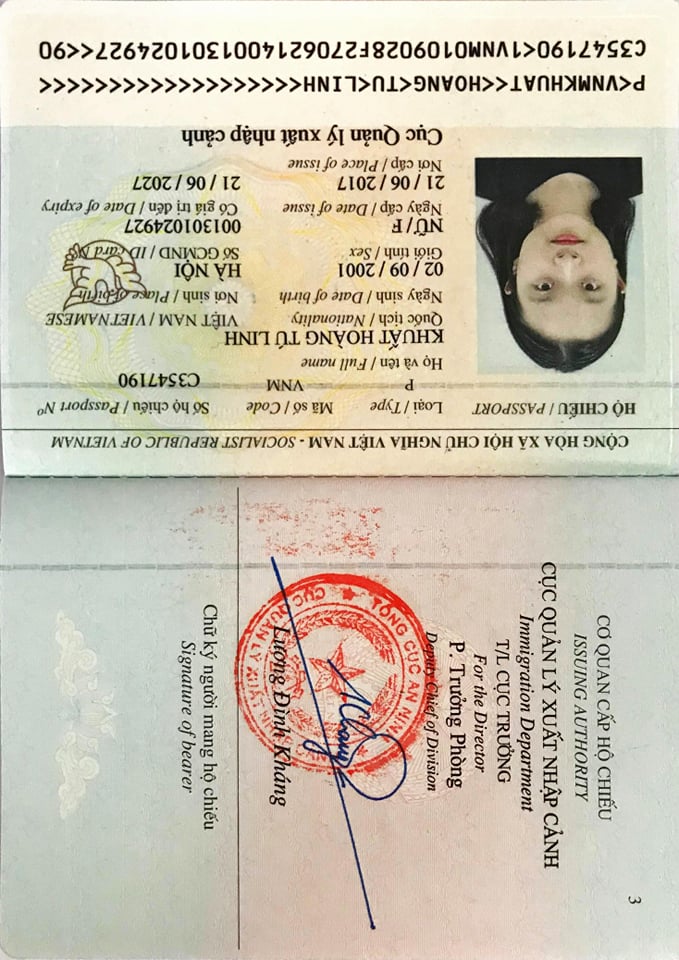 CỘNG HÒA XÃ HỘI CHỦ NGHĨA VIỆT NAM - SOCIALIST REPUBLIC OF VIETNAM
HỘ CHIẾU / PASSPORT Loại / Type Mã số / Code Số hộ chiếu / Passport Nº
P VNM C3547190
Họ và tên / Full name
KHUẤT HOÀNG TÚ LINH
Quốc tịch / Nationality VIỆT NAM / VIETNAMESE
Ngày sinh / Date of birth Nơi sinh / Place of birth
02 / 09 / 2001 HÀ NỘI
Giới tính / Sex Số GCMND / ID Card Nº
NỮ / F 001301024927
Ngày cấp / Date of issue Có giá trị đến / Date of expiry
21 / 06 / 2017 21 / 06 / 2027
Nơi cấp / Place of issue
Cục Quản lý xuất nhập cảnh
P<VNMKHUAT<<HOANG<TU<LINH<<<<<<<<<<<<<<<<<<<
C3547190<1VNM0109028F2706214001301024927<<90
3
CƠ QUAN CẤP HỘ CHIẾU
ISSUING AUTHORITY
CỤC QUẢN LÝ XUẤT NHẬP CẢNH
Immigration Department
T/L CỤC TRƯỞNG
For the Director
P. Trưởng Phòng
Deputy Chief of Division
TỔNG CỤC AN NINH
CỤC QUẢN LÝ XUẤT
Lương Đình Kháng
Chữ ký người mang hộ chiếu
Signature of bearer